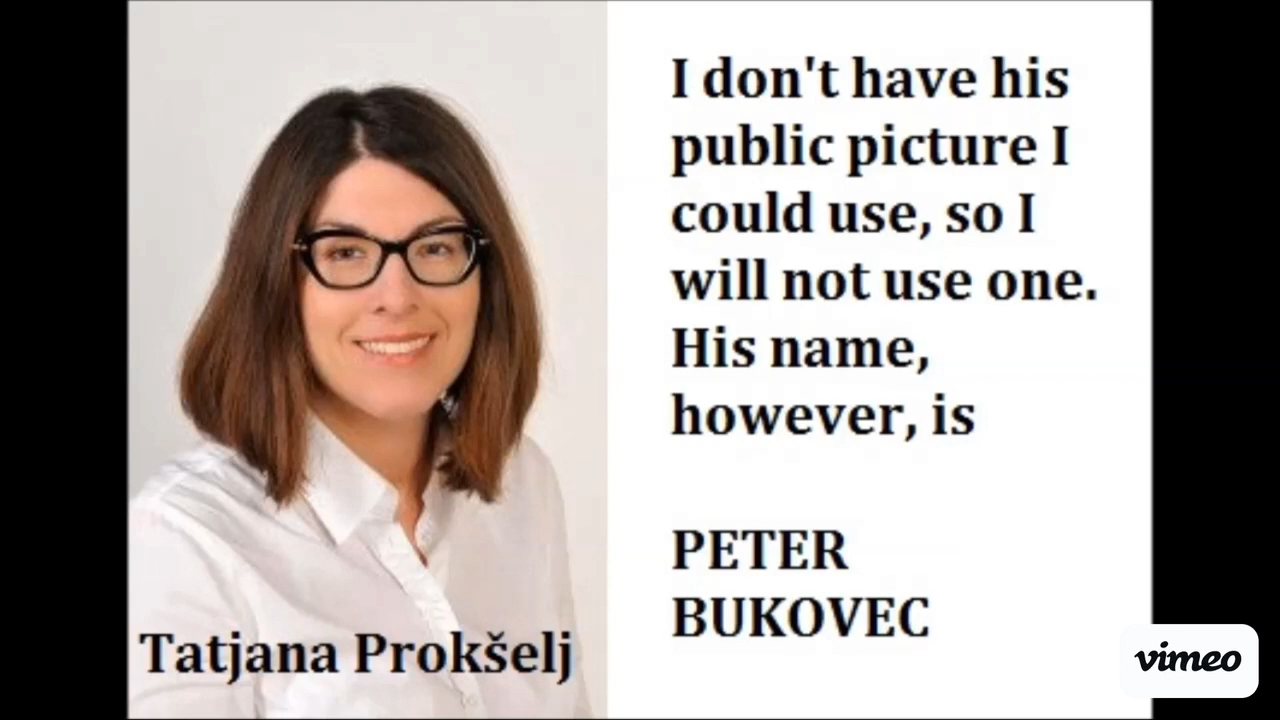 Tatjana Prokšelj
I don't have his
public picture I
could use, so I
will not use one.
His name,
however, is
PETER
BUKOVEC
vimeo